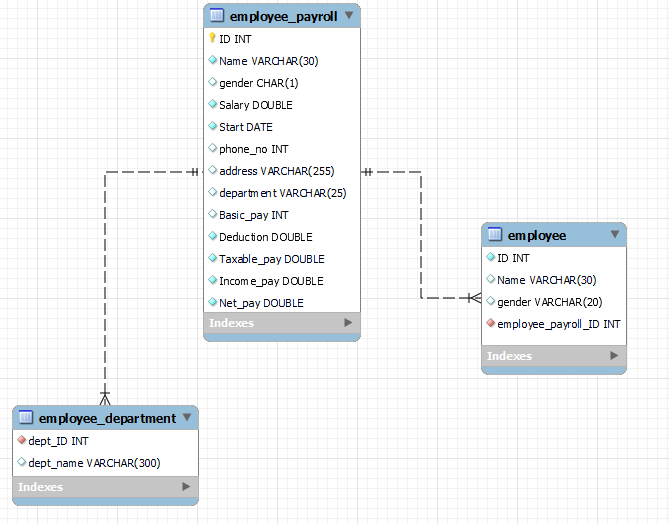 employee_payroll
ID INT
Name VARCHAR(30)
gender CHAR(1)
Salary DOUBLE
Start DATE
phone_no INT
address VARCHAR(255)
department VARCHAR(25)
Basic_pay INT
Deduction DOUBLE
Taxable_pay DOUBLE
Income_pay DOUBLE
Net_pay DOUBLE
Indexes
employee
ID INT
Name VARCHAR(30)
gender VARCHAR(20)
employee_payroll_ID INT
Indexes
employee_department
dept_ID INT
dept_name VARCHAR(300)
Indexes